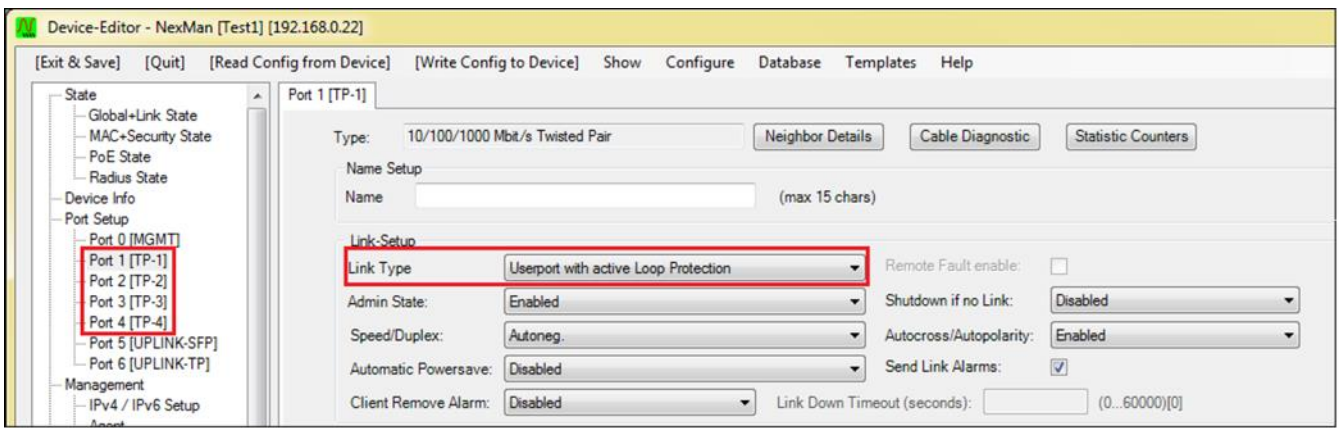 Device-Editor - NexMan [Test1] [192.168.0.22]
[Exit & Save] [Quit] [Read Config from Device] [Write Config to Device] Show Configure Database Templates Help
State
Global+Link State
MAC+Security State
PoE State
Radius State
Device Info
Port Setup
Port 0 [MGMT]
Port 1 [TP-1]
Port 2 [TP-2]
Port 3 [TP-3]
Port 4 [TP-4]
Port 5 [UPLINK-SFP]
Port 6 [UPLINK-TP]
Management
IPv4 / IPv6 Setup
Agent
Port 1 [TP-1]
Type: 10/100/1000 Mbit/s Twisted Pair Neighbor Details Cable Diagnostic Statistic Counters
Name Setup
Name (max 15 chars)
Link-Setup
Link Type Userport with active Loop Protection Remote Fault enable:
Admin State: Enabled Shutdown if no Link: Disabled
Speed/Duplex: Autoneg. Autocross/Autopolarity: Enabled
Automatic Powersave: Disabled Send Link Alarms:
Client Remove Alarm: Disabled Link Down Timeout (seconds): (0...60000)[0]